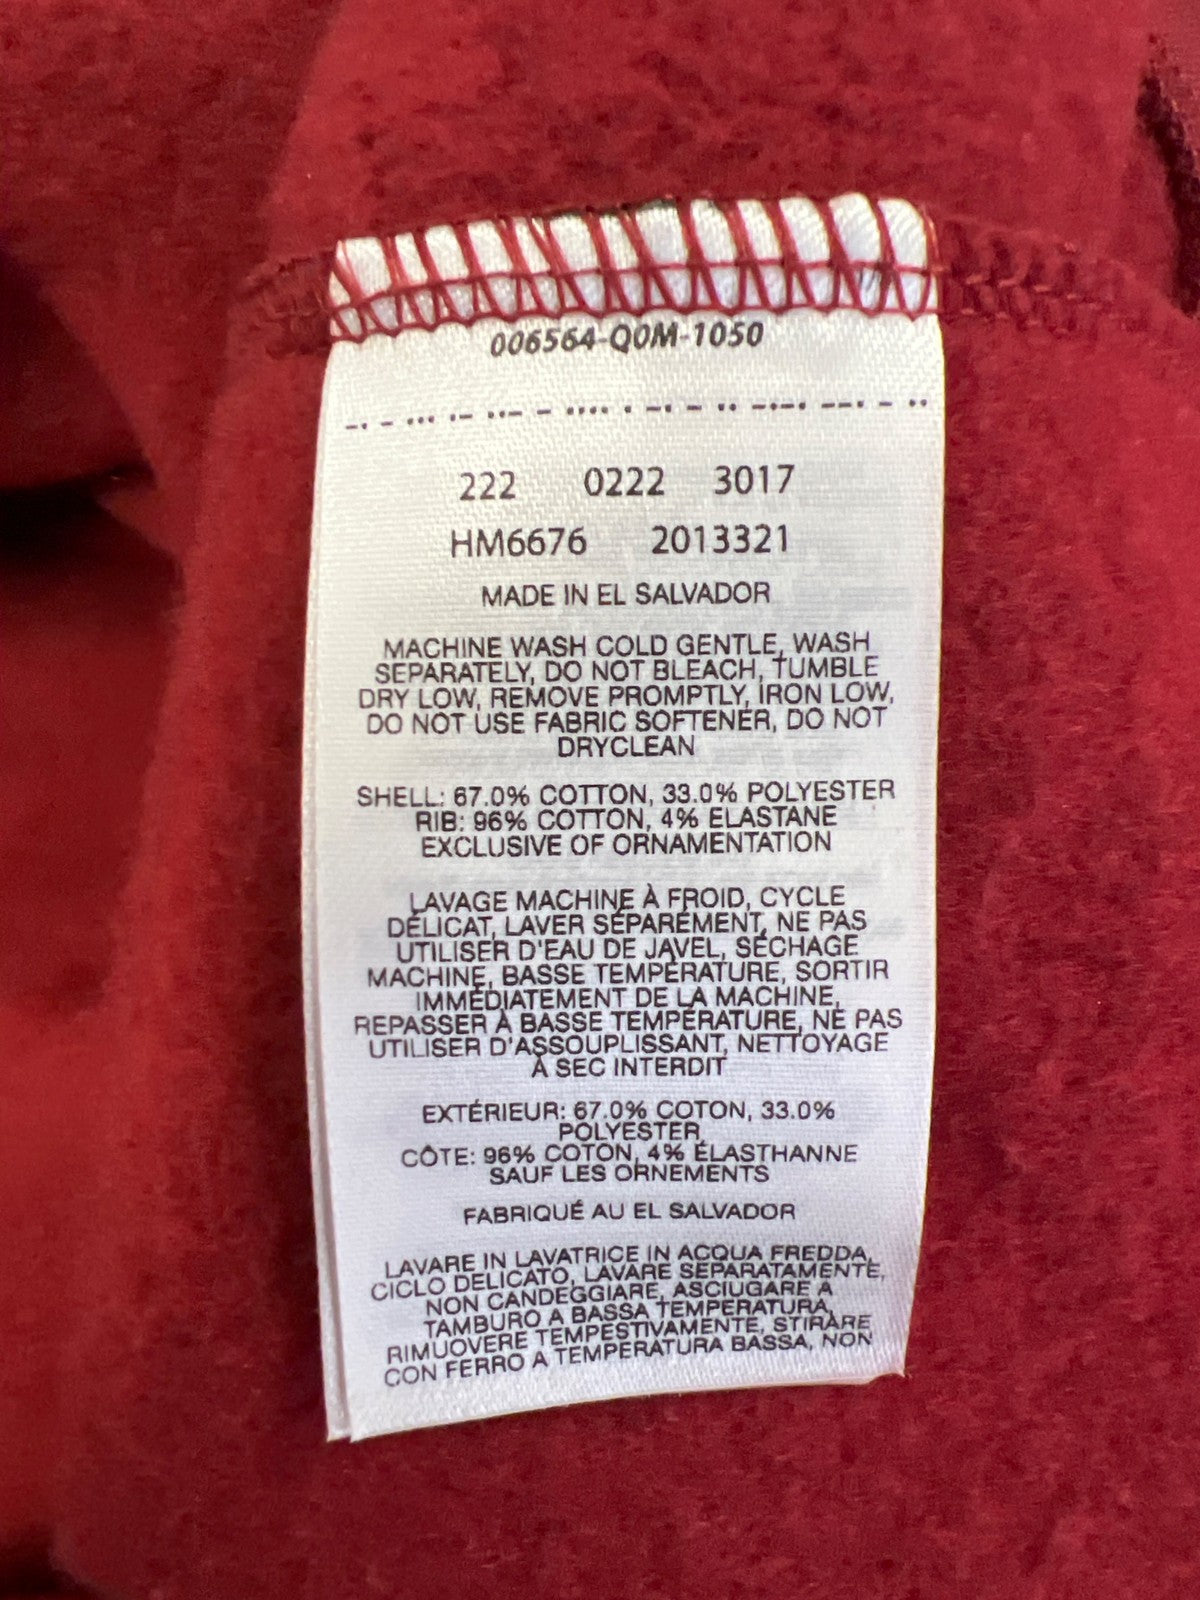 006564-Q0M-1050
222 0222 3017
HM6676 2013321
MADE IN EL SALVADOR
MACHINE WASH COLD GENTLE, WASH
SEPARATELY, DO NOT BLEACH, TUMBLE
DRY LOW, REMOVE PROMPTLY, IRON LOW,
DO NOT USE FABRIC SOFTENER, DO NOT
DRYCLEAN
SHELL: 67.0% COTTON, 33.0% POLYESTER
RIB: 96% COTTON, 4% ELASTANE
EXCLUSIVE OF ORNAMENTATION
LAVAGE MACHINE À FROID, CYCLE
DÉLICAT, LAVER SÉPARÉMENT, NE PAS
UTILISER D'EAU DE JAVEL, SÉCHAGE
MACHINE, BASSE TEMPÉRATURE, SORTIR
IMMÉDIATEMENT DE LA MACHINE,
REPASSER À BASSE TEMPÉRATURE, NE PAS
UTILISER D'ASSOUPLISSANT, NETTOYAGE
À SEC INTERDIT
EXTÉRIEUR: 67.0% COTON, 33.0%
POLYESTER
CÔTE: 96% COTON, 4% ÉLASTHANNE
SAUF LES ORNEMENTS
FABRIQUÉ AU EL SALVADOR
LAVARE IN LAVATRICE IN ACQUA FREDDA,
CICLO DELICATO, LAVARE SEPARATAMENTE,
NON CANDEGGIARE, ASCIUGARE A
TAMBURO A BASSA TEMPERATURA,
RIMUOVERE TEMPESTIVAMENTE, STIRARE
CON FERRO A TEMPERATURA BASSA, NON